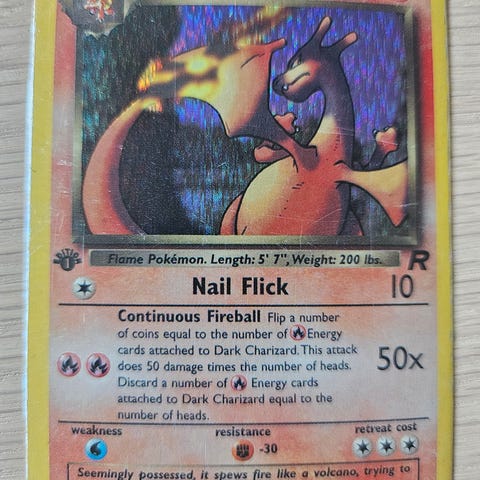 EDITION
1
Flame Pokémon. Length: 5' 7", Weight: 200 lbs.
R
Nail Flick 10
Continuous Fireball Flip a number
of coins equal to the number of Energy
cards attached to Dark Charizard. This attack
does 50 damage times the number of heads. 50x
Discard a number of Energy cards
attached to Dark Charizard equal to the
number of heads.
weakness resistance retreat cost
-30
Seemingly possessed, it spews fire like a volcano, trying to